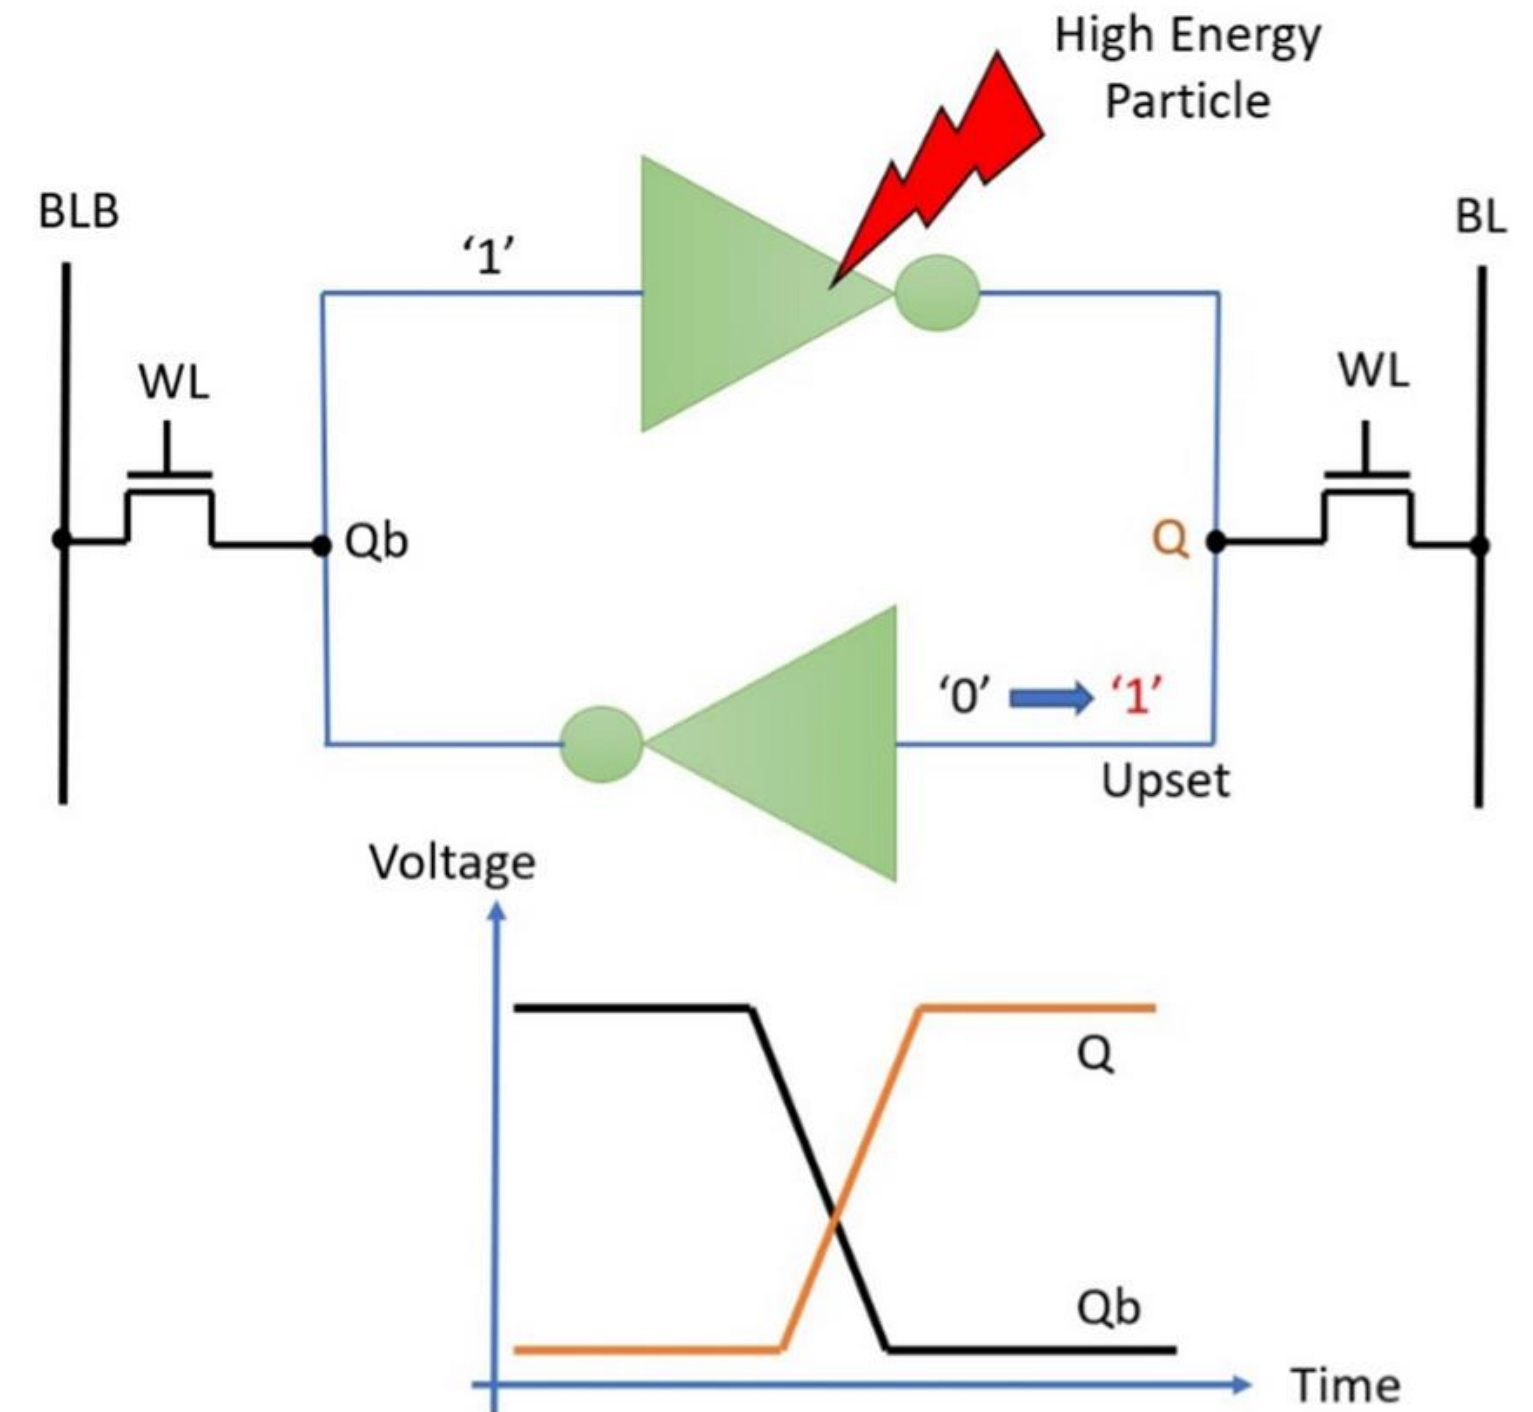 High Energy
Particle
BLB
BL
‘1’
WL
WL
Qb
Q
‘0’ ‘1’
Upset
Voltage
Q
Qb
Time